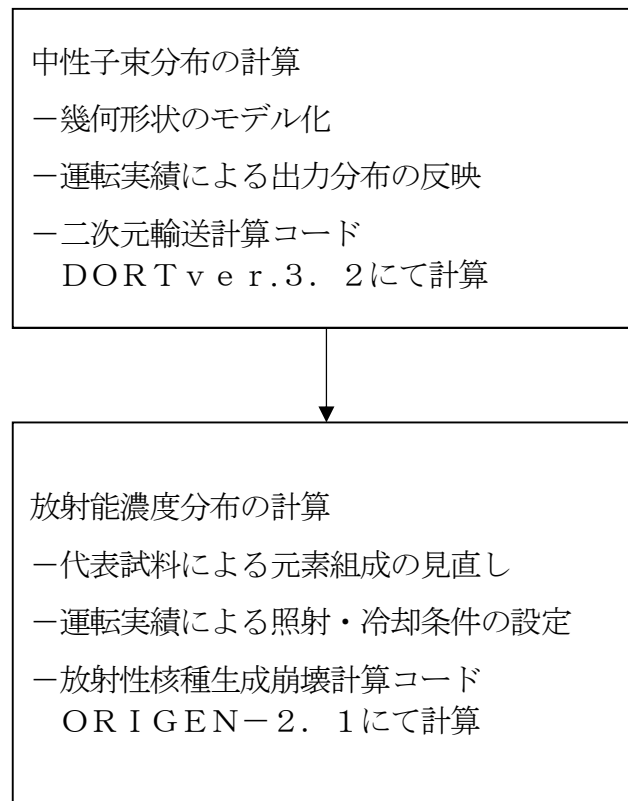 中性子束分布の計算
－幾何形状のモデル化
－運転実績による出力分布の反映
－二次元輸送計算コード
ＤＯＲＴｖｅｒ.３．２にて計算
放射能濃度分布の計算
－代表試料による元素組成の見直し
－運転実績による照射・冷却条件の設定
－放射性核種生成崩壊計算コード
ＯＲＩＧＥＮ－２．１にて計算